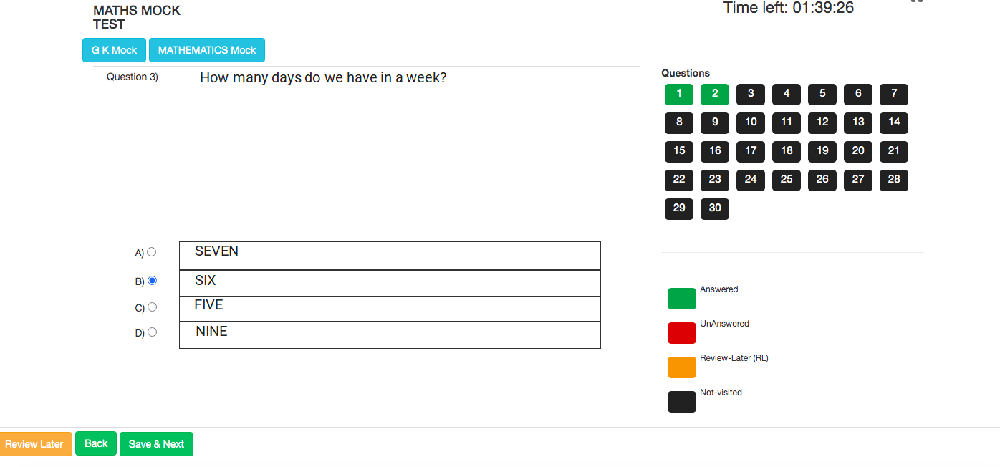 MATHS MOCK
TEST
Time left: 01:39:26
G K Mock MATHEMATICS Mock
Question 3) How many days do we have in a week?
A) SEVEN
B) SIX
C) FIVE
D) NINE
Questions
1 2 3 4 5 6 7
8 9 10 11 12 13 14
15 16 17 18 19 20 21
22 23 24 25 26 27 28
29 30
Answered
UnAnswered
Review-Later (RL)
Not-visited
Review Later Back Save & Next